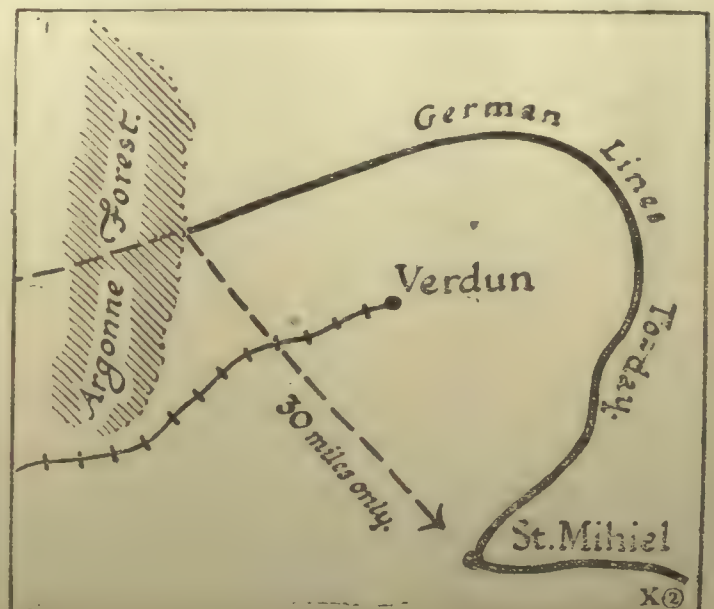 German Lines To-day.
Argonne Forest.
Verdun
30 miles only.
St. Mihiel
X②